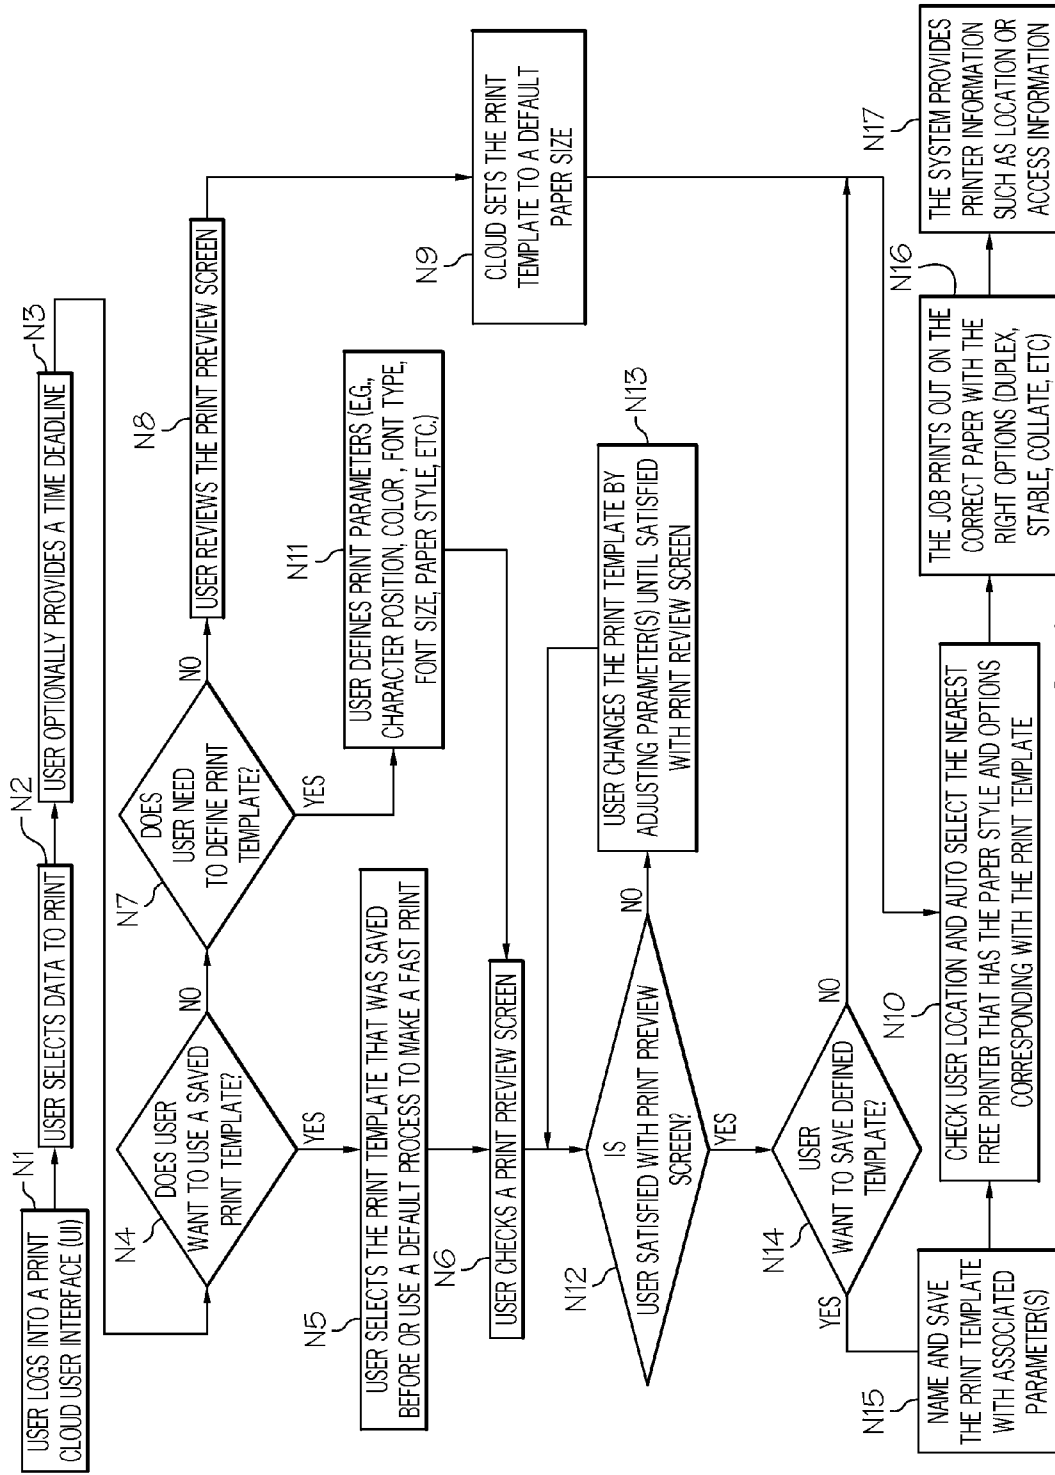 N1
USER LOGS INTO A PRINT
CLOUD USER INTERFACE (UI)
N2
USER SELECTS DATA TO PRINT
N3
USER OPTIONALLY PROVIDES A TIME DEADLINE
N4
DOES USER
WANT TO USE A SAVED
PRINT TEMPLATE?
NO
YES
N7
DOES
USER NEED
TO DEFINE PRINT
TEMPLATE?
NO
YES
N8
USER REVIEWS THE PRINT PREVIEW SCREEN
N5
USER SELECTS THE PRINT TEMPLATE THAT WAS SAVED
BEFORE OR USE A DEFAULT PROCESS TO MAKE A FAST PRINT
N11
USER DEFINES PRINT PARAMETERS (E.G.,
CHARACTER POSITION, COLOR , FONT TYPE,
FONT SIZE, PAPER STYLE, ETC.)
N9
CLOUD SETS THE PRINT
TEMPLATE TO A DEFAULT
PAPER SIZE
N6
USER CHECKS A PRINT PREVIEW SCREEN
N12
IS
USER SATISFIED WITH PRINT PREVIEW
SCREEN?
NO
YES
N13
USER CHANGES THE PRINT TEMPLATE BY
ADJUSTING PARAMETER(S) UNTIL SATISFIED
WITH PRINT REVIEW SCREEN
N14
USER
WANT TO SAVE DEFINED
TEMPLATE?
YES
NO
N15
NAME AND SAVE
THE PRINT TEMPLATE
WITH ASSOCIATED
PARAMETER(S)
N10
CHECK USER LOCATION AND AUTO SELECT THE NEAREST
FREE PRINTER THAT HAS THE PAPER STYLE AND OPTIONS
CORRESPONDING WITH THE PRINT TEMPLATE
N16
THE JOB PRINTS OUT ON THE
CORRECT PAPER WITH THE
RIGHT OPTIONS (DUPLEX,
STABLE, COLLATE, ETC)
N17
THE SYSTEM PROVIDES
PRINTER INFORMATION
SUCH AS LOCATION OR
ACCESS INFORMATION